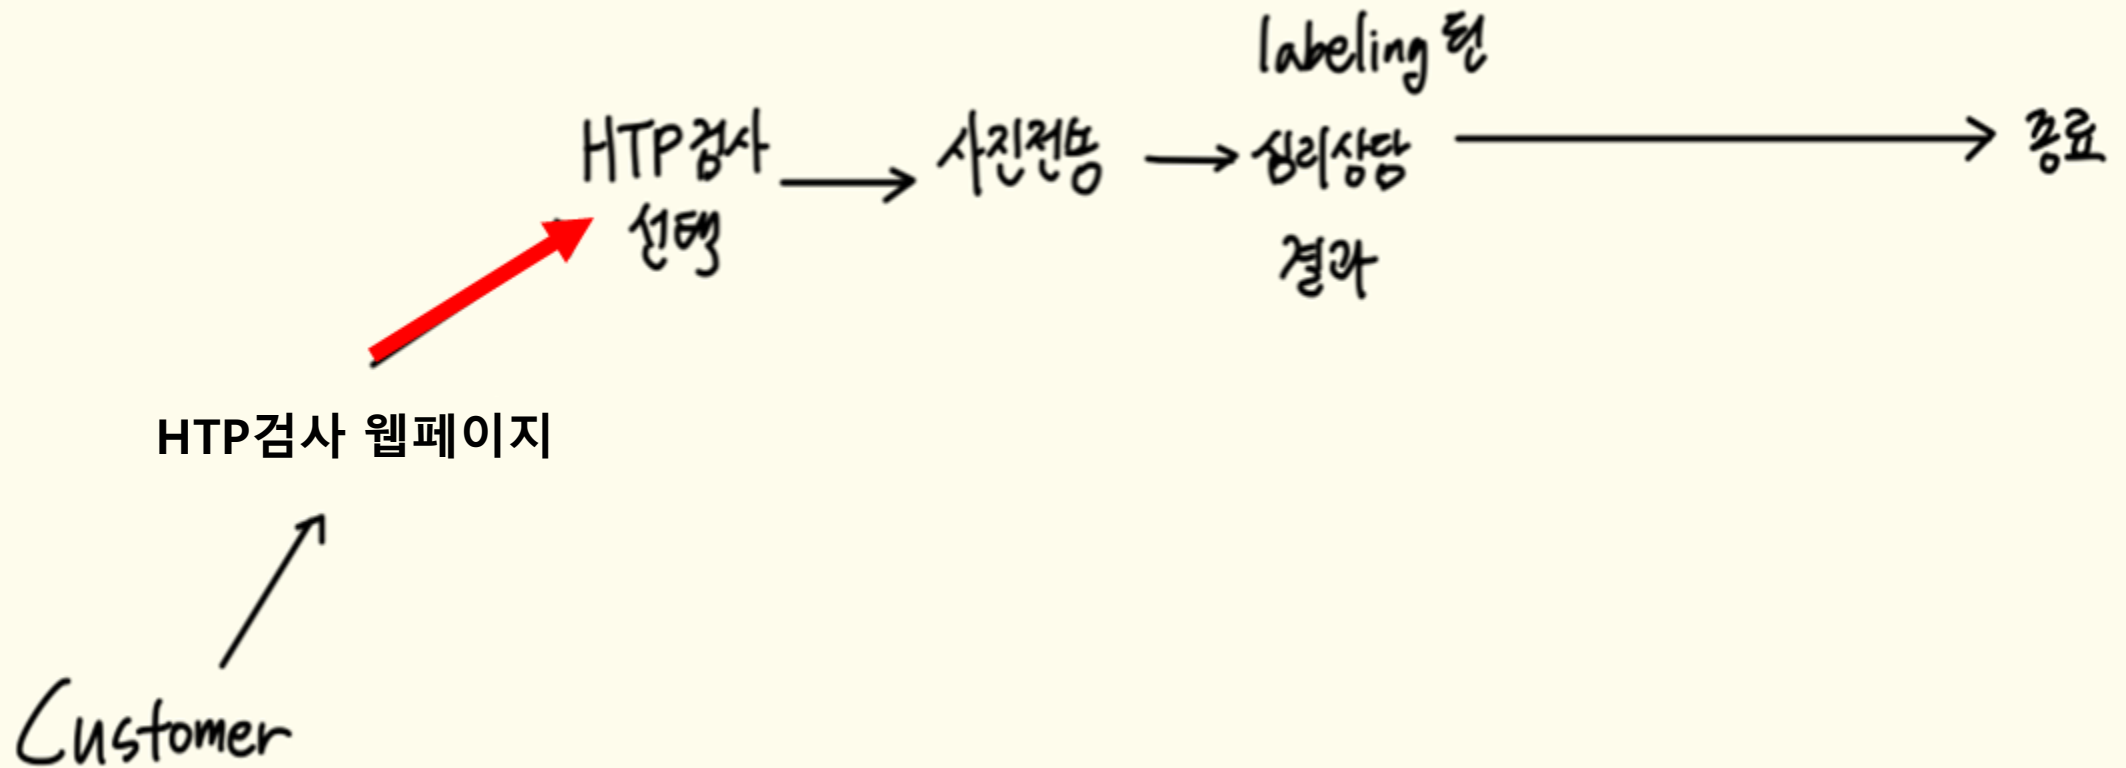 labeling 된
HTP검사
선택
사진전송
심리상담
결과
종료
HTP검사 웹페이지
Customer